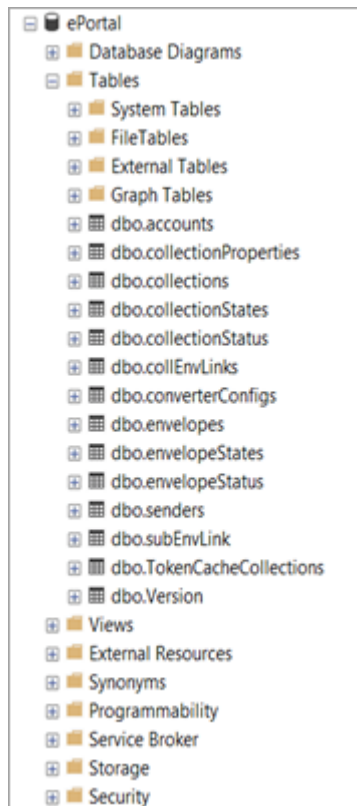 ePortal
Database Diagrams
Tables
System Tables
FileTables
External Tables
Graph Tables
dbo.accounts
dbo.collectionProperties
dbo.collections
dbo.collectionStates
dbo.collectionStatus
dbo.collEnvLinks
dbo.converterConfigs
dbo.envelopes
dbo.envelopeStates
dbo.envelopeStatus
dbo.senders
dbo.subEnvLink
dbo.TokenCacheCollections
dbo.Version
Views
External Resources
Synonyms
Programmability
Service Broker
Storage
Security